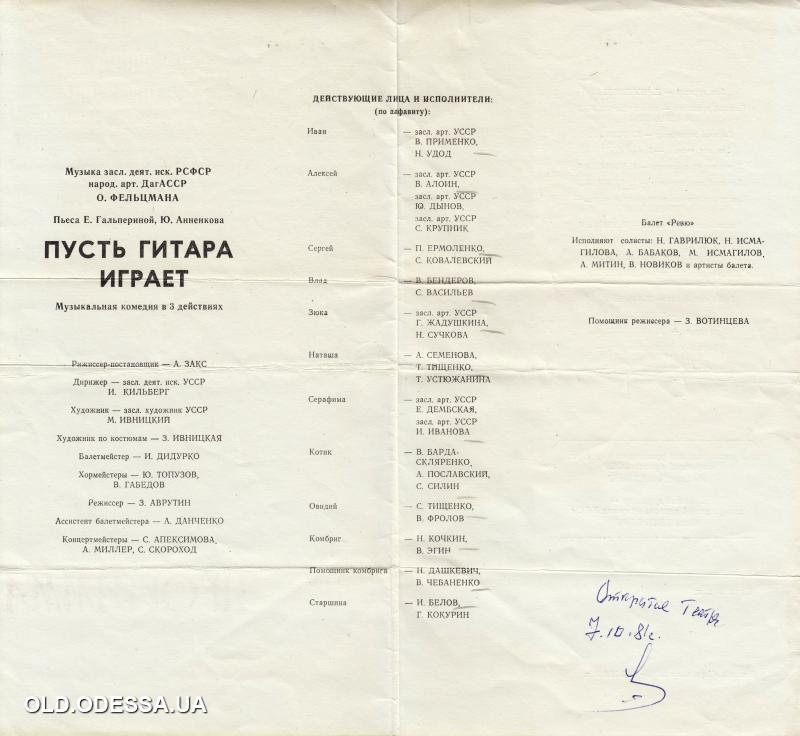 Музыка засл. деят. иск. РСФСР
народ. арт. ДагАССР
О. ФЕЛЬЦМАНА
Пьеса Е. Гальпериной, Ю. Анненкова
ПУСТЬ ГИТАРА
ИГРАЕТ
Музыкальная комедия в 3 действиях
Рижиссер-постановщик — А. ЗАКС
Дирижер — засл. деят. иск. УССР
И. КИЛЬБЕРГ
Художник — засл. художник УССР
М. ИВНИЦКИЙ
Художник по костюмам — З. ИВНИЦКАЯ
Балетмейстер — И. ДИДУРКО
Хормейстеры — Ю. ТОПУЗОВ,
В. ГАБЕДОВ
Режиссер — З. АВРУТИН
Ассистент балетмейстера — А. ДАНЧЕНКО
Концертмейстеры — С. АПЕКСИМОВА,
А. МИЛЛЕР, С. СКОРОХОД
ДЕЙСТВУЮЩИЕ ЛИЦА И ИСПОЛНИТЕЛИ:
(по алфавиту):
Иван — засл. арт. УССР
В. ПРИМЕНКО,
Н. УДОД
Алексей — засл. арт. УССР
В. АЛОИН,
засл. арт. УССР
Ю. ДЫНОВ,
засл. арт. УССР
С. КРУПНИК
Сергей — П. ЕРМОЛЕНКО,
С. КОВАЛЕВСКИЙ
Влад — В. БЕНДЕРОВ,
С. ВАСИЛЬЕВ
Зюка — засл. арт. УССР
Г. ЖАДУШКИНА,
Н. СУЧКОВА
Наташа — А. СЕМЕНОВА,
Т. ТИЩЕНКО,
Т. УСТЮЖАНИНА
Серафима — засл. арт. УССР
Е. ДЕМБСКАЯ,
засл. арт. УССР
И. ИВАНОВА
Котик — В. БАРДА-
СКЛЯРЕНКО,
А. ПОСЛАВСКИЙ,
С. СИЛИН
Овидий — С. ТИЩЕНКО,
В. ФРОЛОВ
Комбриг — Н. КОЧКИН,
В. ЭГИН
Помощник комбрига — Н. ДАШКЕВИЧ,
В. ЧЕБАНЕНКО
Старшина — И. БЕЛОВ,
Г. КОКУРИН
Балет «Ревю»
Исполняют солисты: Н. ГАВРИЛЮК, Н. ИСМА-
ГИЛОВА, А. БАБАКОВ, М. ИСМАГИЛОВ,
А. МИТИН, В. НОВИКОВ и артисты балета.
Помощник режиссера — З. ВОТИНЦЕВА
Открытие Театра
OLD.ODESSA.UA